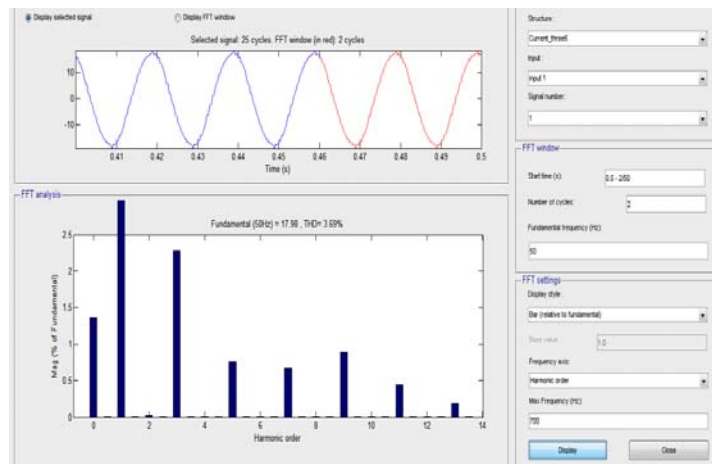 Display selected signal
Display FFT window
Selected signal: 25 cycles. FFT window (in red): 2 cycles
10
0
-10
0.41 0.42 0.43 0.44 0.45 0.46 0.47 0.48 0.49 0.5
Time (s)
FFT analysis
Fundamental (50Hz) = 17.98 , THD= 3.69%
2.5
2
1.5
1
0.5
0
Mag (% of Fundamental)
0 2 4 6 8 10 12 14
Harmonic order
Structure :
Input :
Input 1
Signal number:
1
FFT window
Start time (s):
0.5 - 2/50
Number of cycles:
2
Fundamental frequency (Hz):
50
FFT settings
Display style :
Bar (relative to fundamental)
Base value:
1.0
Frequency axis:
Harmonic order
Max Frequency (Hz):
700
Display
Close